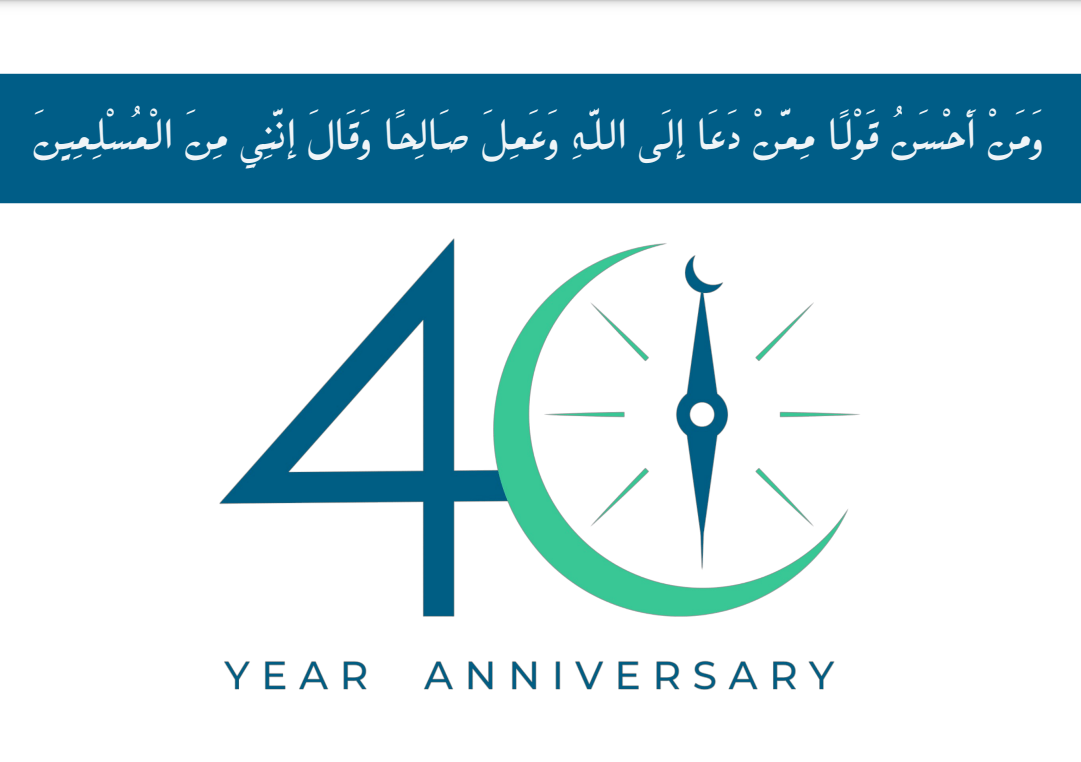 وَمَنْ أَحْسَنُ قَوْلًا مِمَّنْ دَعَا إِلَى اللَّهِ وَعَمِلَ صَالِحًا وَقَالَ إِنَّنِي مِنَ الْمُسْلِمِينَ
40
YEAR ANNIVERSARY